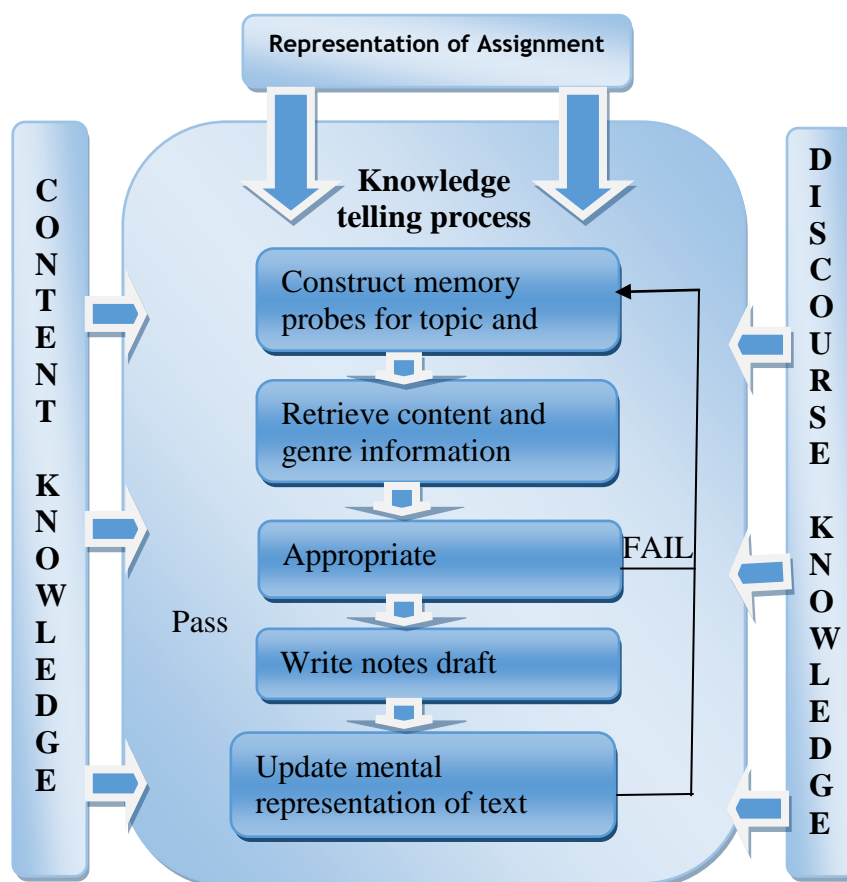 Representation of Assignment
CONTENT KNOWLEDGE
Knowledge
telling process
Construct memory
probes for topic and
Retrieve content and
genre information
Appropriate
FAIL
Pass
Write notes draft
Update mental
representation of text
DISCOURSE KNOWLEDGE